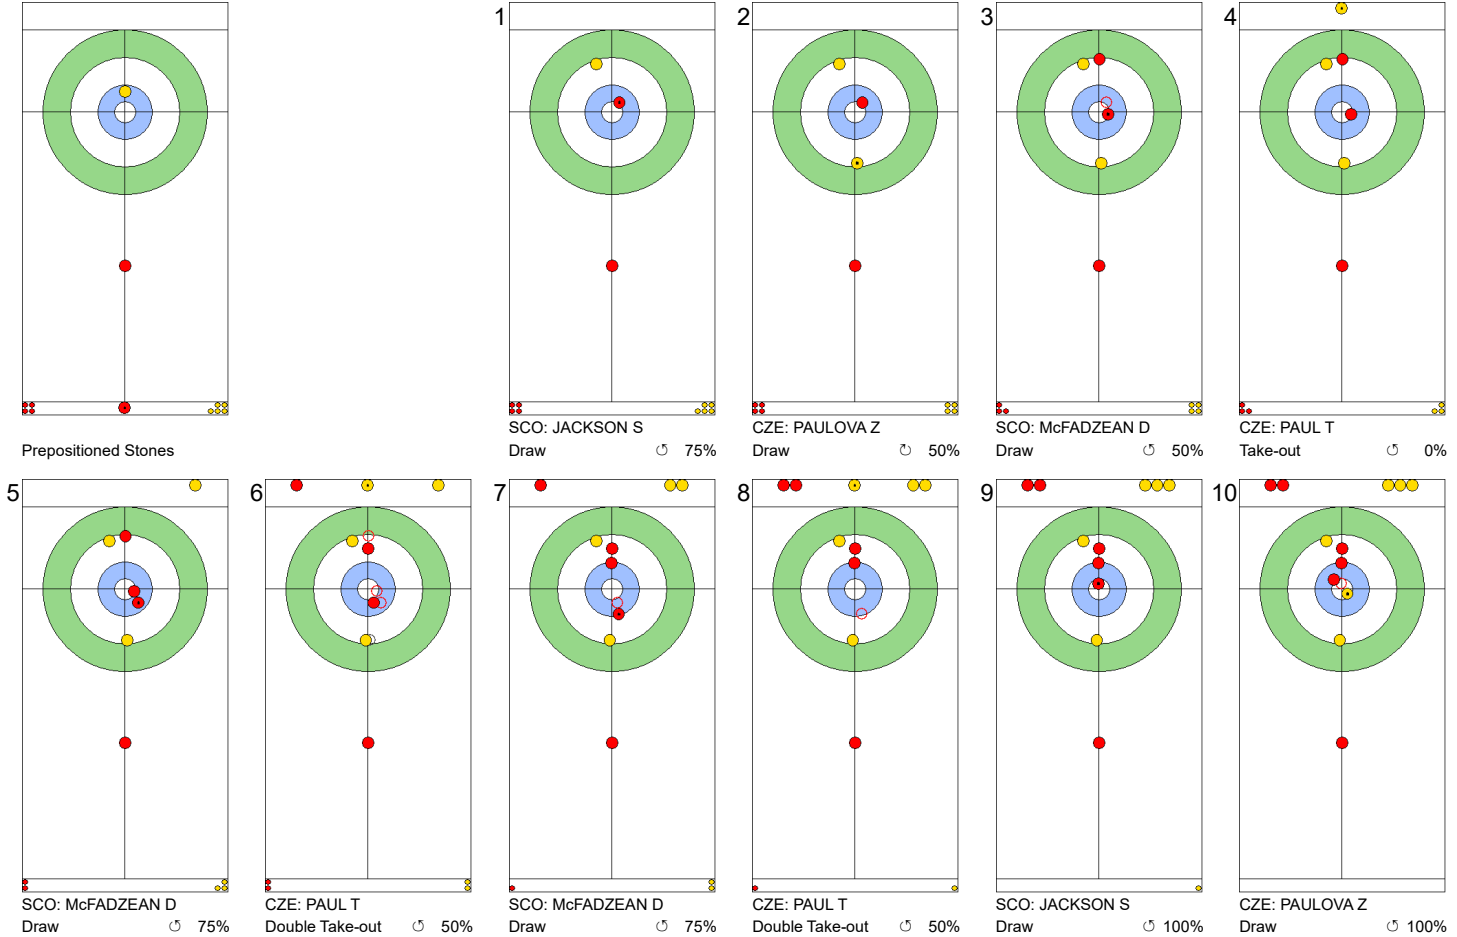 1
2
3
4
Prepositioned Stones
SCO: JACKSON S
Draw 75%
CZE: PAULOVA Z
Draw 50%
SCO: McFADZEAN D
Draw 50%
CZE: PAUL T
Take-out 0%
5
6
7
8
9
10
SCO: McFADZEAN D
Draw 75%
CZE: PAUL T
Double Take-out 50%
SCO: McFADZEAN D
Draw 75%
CZE: PAUL T
Double Take-out 50%
SCO: JACKSON S
Draw 100%
CZE: PAULOVA Z
Draw 100%